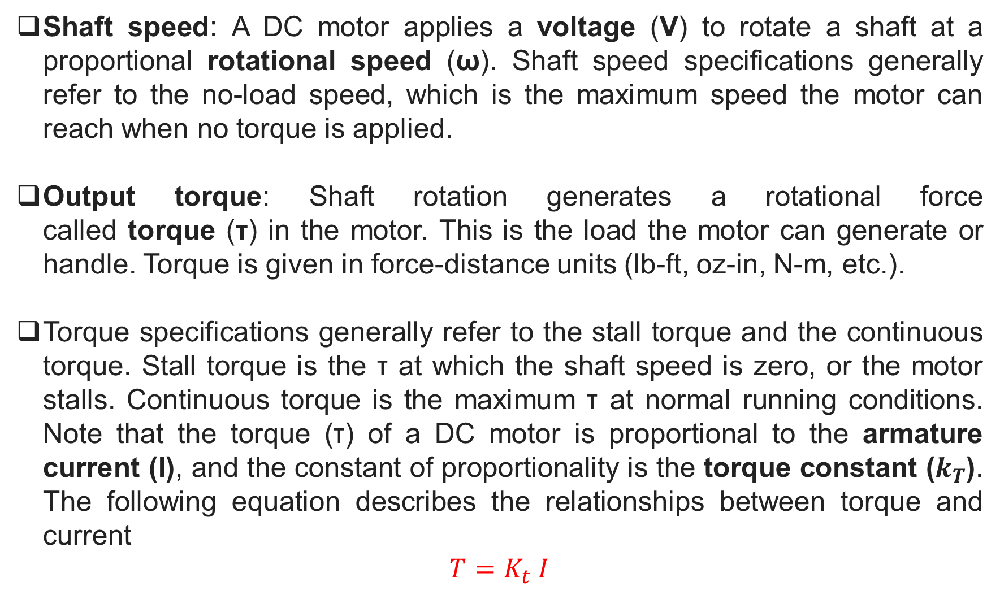 ❑Shaft speed: A DC motor applies a voltage (V) to rotate a shaft at a
proportional rotational speed (ω). Shaft speed specifications generally
refer to the no-load speed, which is the maximum speed the motor can
reach when no torque is applied.
❑Output torque: Shaft rotation generates a rotational force
called torque (τ) in the motor. This is the load the motor can generate or
handle. Torque is given in force-distance units (lb-ft, oz-in, N-m, etc.).
❑Torque specifications generally refer to the stall torque and the continuous
torque. Stall torque is the τ at which the shaft speed is zero, or the motor
stalls. Continuous torque is the maximum τ at normal running conditions.
Note that the torque (τ) of a DC motor is proportional to the armature
current (I), and the constant of proportionality is the torque constant (k_T).
The following equation describes the relationships between torque and
current
T = K_t I